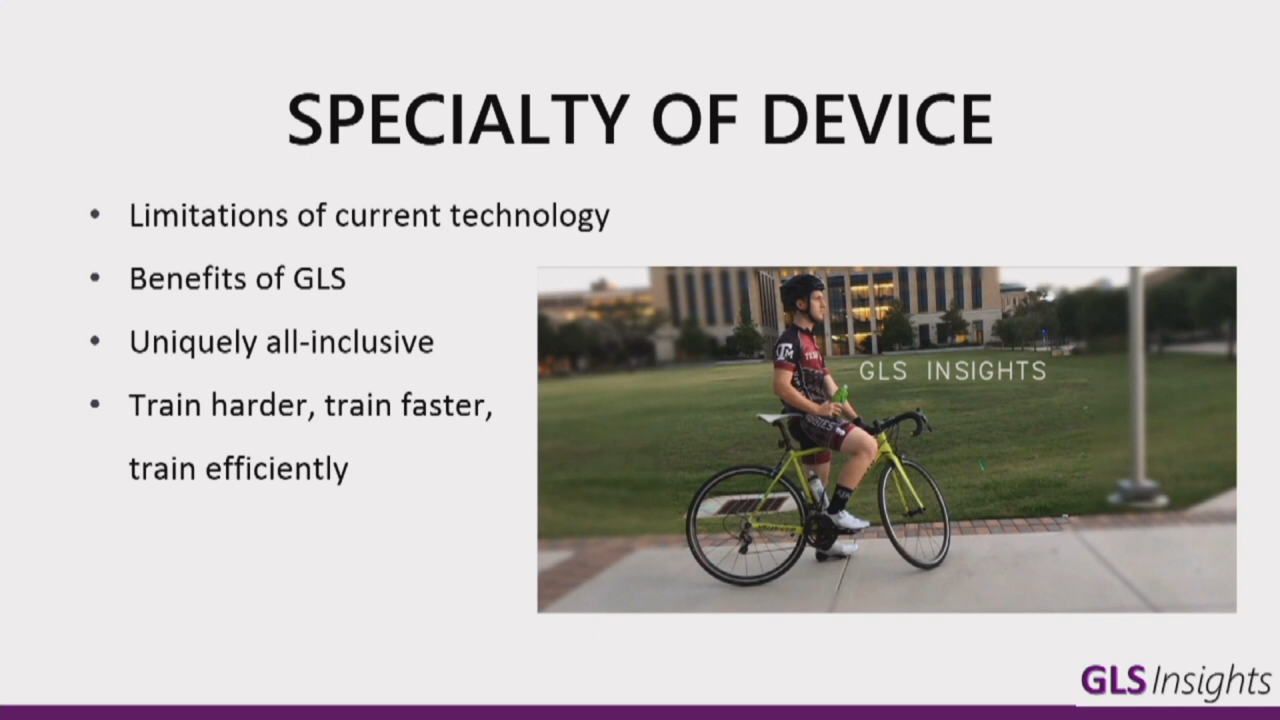 SPECIALTY OF DEVICE
• Limitations of current technology
• Benefits of GLS
• Uniquely all-inclusive
• Train harder, train faster,
train efficiently
GLS INSIGHTS
GLS Insights